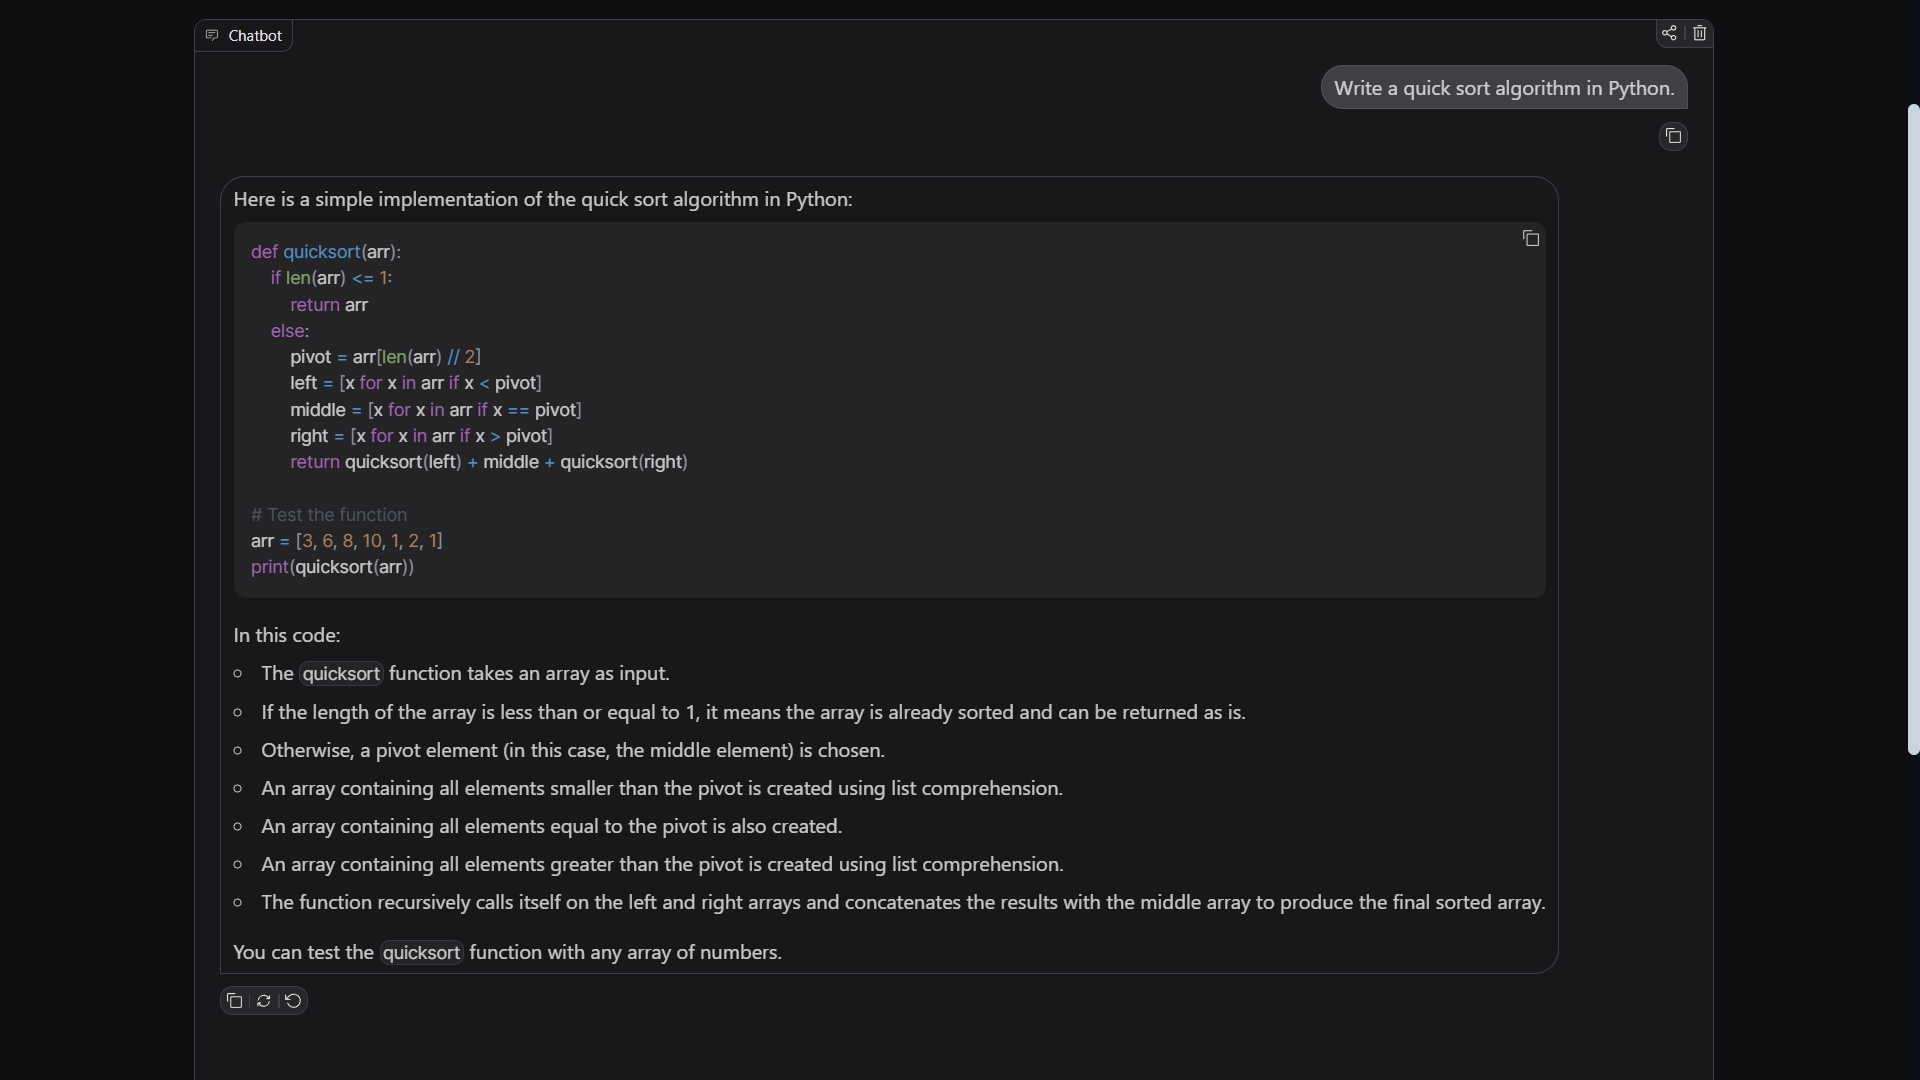 Chatbot
Write a quick sort algorithm in Python.
Here is a simple implementation of the quick sort algorithm in Python:
def quicksort(arr):
    if len(arr) <= 1:
        return arr
    else:
        pivot = arr[len(arr) // 2]
        left = [x for x in arr if x < pivot]
        middle = [x for x in arr if x == pivot]
        right = [x for x in arr if x > pivot]
        return quicksort(left) + middle + quicksort(right)
# Test the function
arr = [3, 6, 8, 10, 1, 2, 1]
print(quicksort(arr))
In this code:
The quicksort function takes an array as input.
If the length of the array is less than or equal to 1, it means the array is already sorted and can be returned as is.
Otherwise, a pivot element (in this case, the middle element) is chosen.
An array containing all elements smaller than the pivot is created using list comprehension.
An array containing all elements equal to the pivot is also created.
An array containing all elements greater than the pivot is created using list comprehension.
The function recursively calls itself on the left and right arrays and concatenates the results with the middle array to produce the final sorted array.
You can test the quicksort function with any array of numbers.